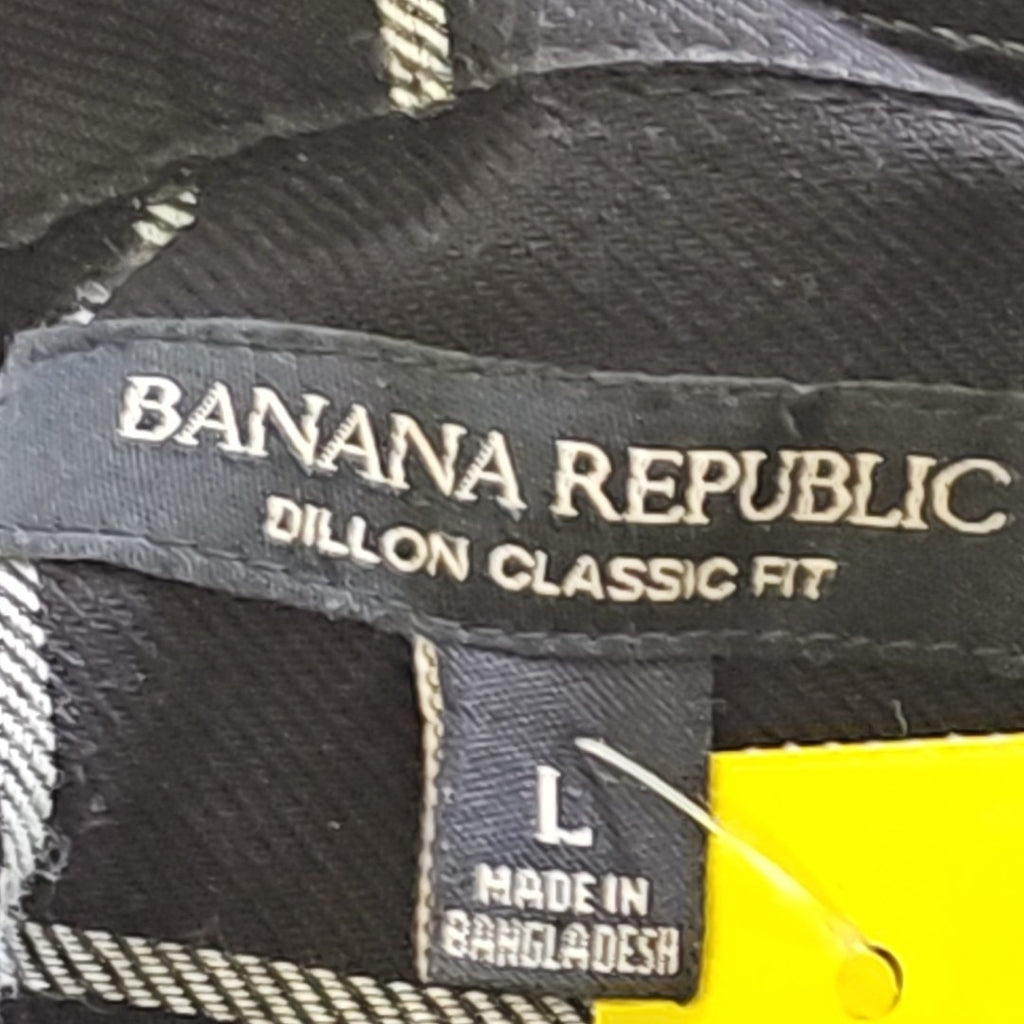 BANANA REPUBLIC
DILLON CLASSIC FIT
L
MADE IN
BANGLADESH